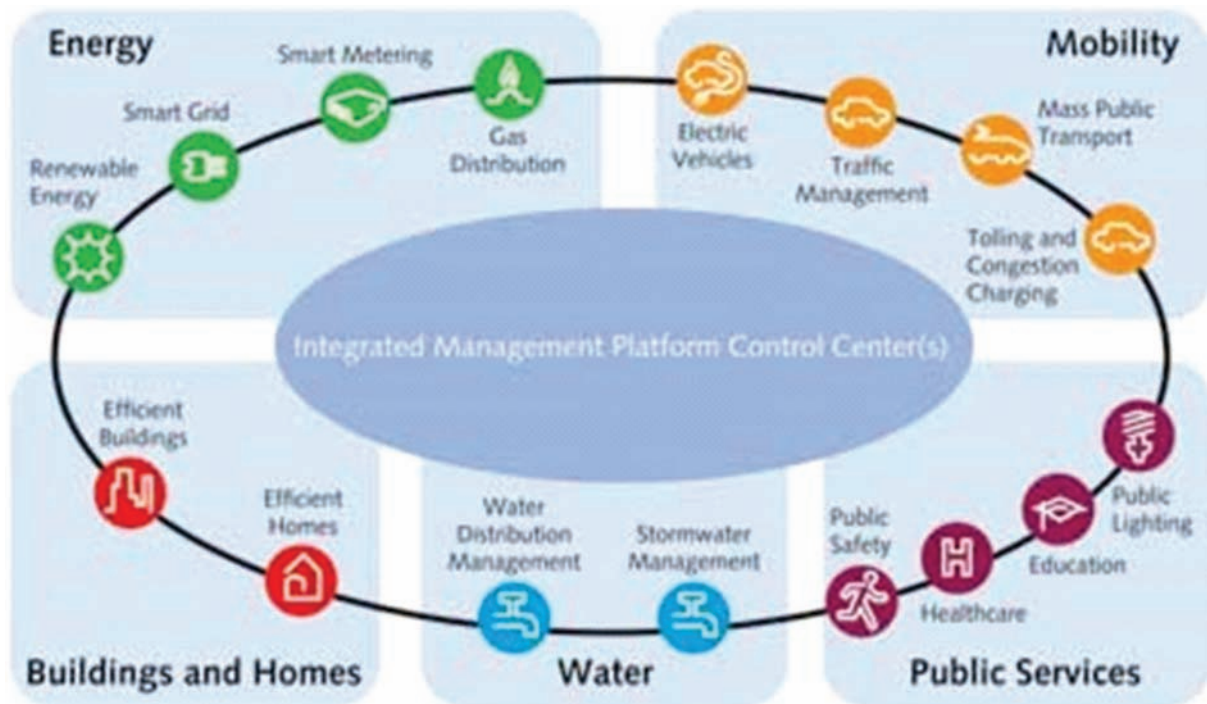 Energy
Smart Metering
Smart Grid
Renewable
Energy
Gas
Distribution
Mobility
Electric
Vehicles
Traffic
Management
Mass Public
Transport
Tolling and
Congestion
Charging
Integrated Management Platform Control Center(s)
Efficient
Buildings
Efficient
Homes
Buildings and Homes
Water
Distribution
Management
Stormwater
Management
Water
Public
Safety
Healthcare
Education
Public
Lighting
Public Services